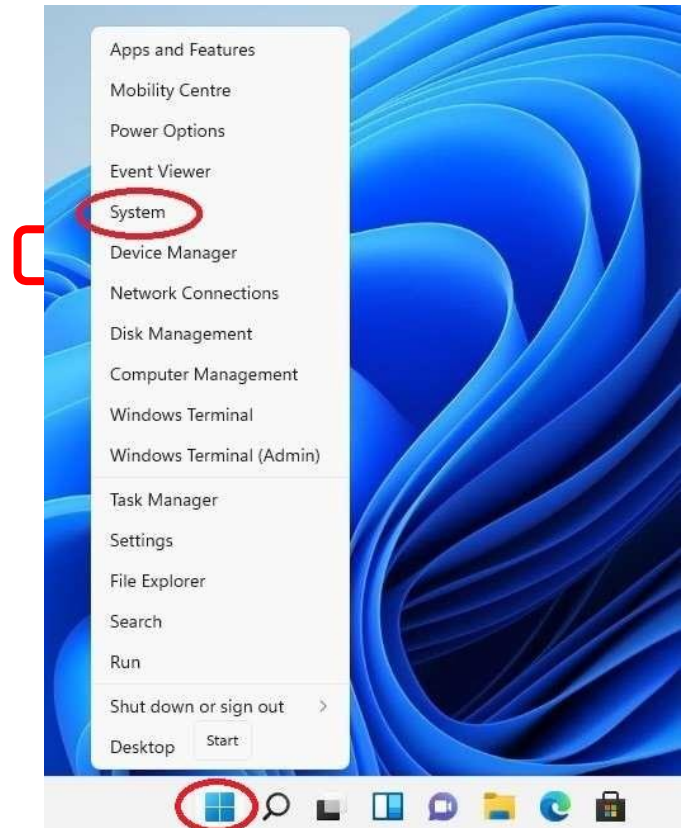 Apps and Features
Mobility Centre
Power Options
Event Viewer
System
Device Manager
Network Connections
Disk Management
Computer Management
Windows Terminal
Windows Terminal (Admin)
Task Manager
Settings
File Explorer
Search
Run
Shut down or sign out
Desktop
Start